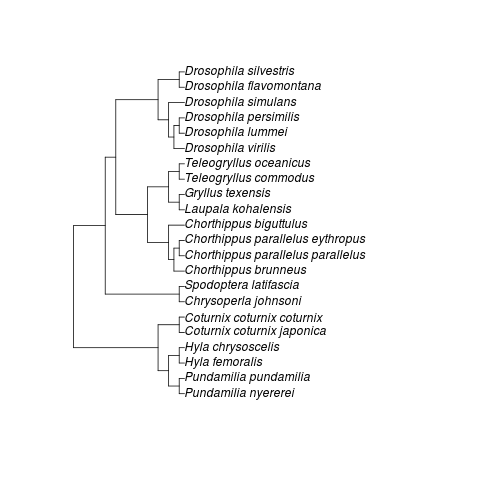 Drosophila silvestris
Drosophila flavomontana
Drosophila simulans
Drosophila persimilis
Drosophila lummei
Drosophila virilis
Teleogryllus oceanicus
Teleogryllus commodus
Gryllus texensis
Laupala kohalensis
Chorthippus biguttulus
Chorthippus parallelus eythropus
Chorthippus parallelus parallelus
Chorthippus brunneus
Spodoptera latifascia
Chrysoperla johnsoni
Coturnix coturnix coturnix
Coturnix coturnix japonica
Hyla chrysoscelis
Hyla femoralis
Pundamilia pundamilia
Pundamilia nyererei